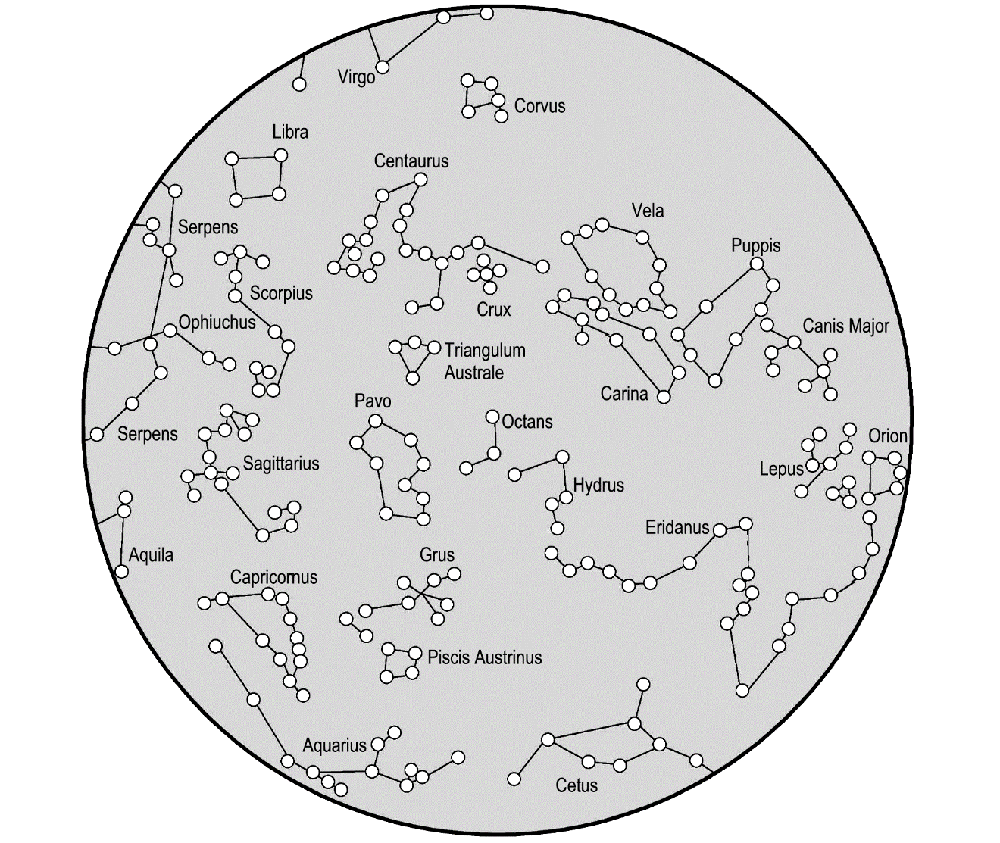 Virgo
Corvus
Libra
Centaurus
Vela
Serpens
Puppis
Scorpius
Crux
Ophiuchus
Canis Major
Triangulum
Australe
Carina
Pavo
Octans
Serpens
Orion
Sagittarius
Lepus
Hydrus
Eridanus
Aquila
Grus
Capricornus
Piscis Austrinus
Aquarius
Cetus